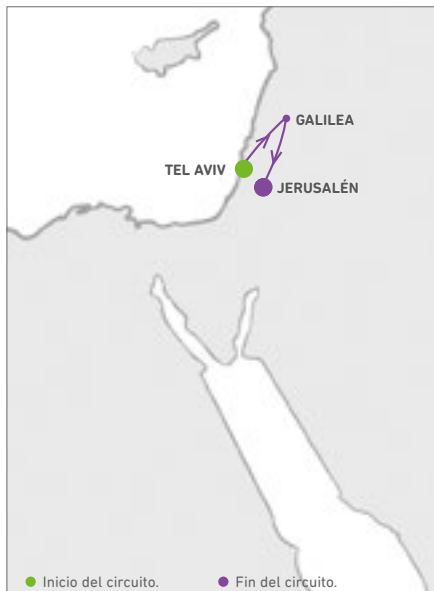 GALILEA
TEL AVIV
JERUSALÉN
Inicio del circuito.
Fin del circuito.